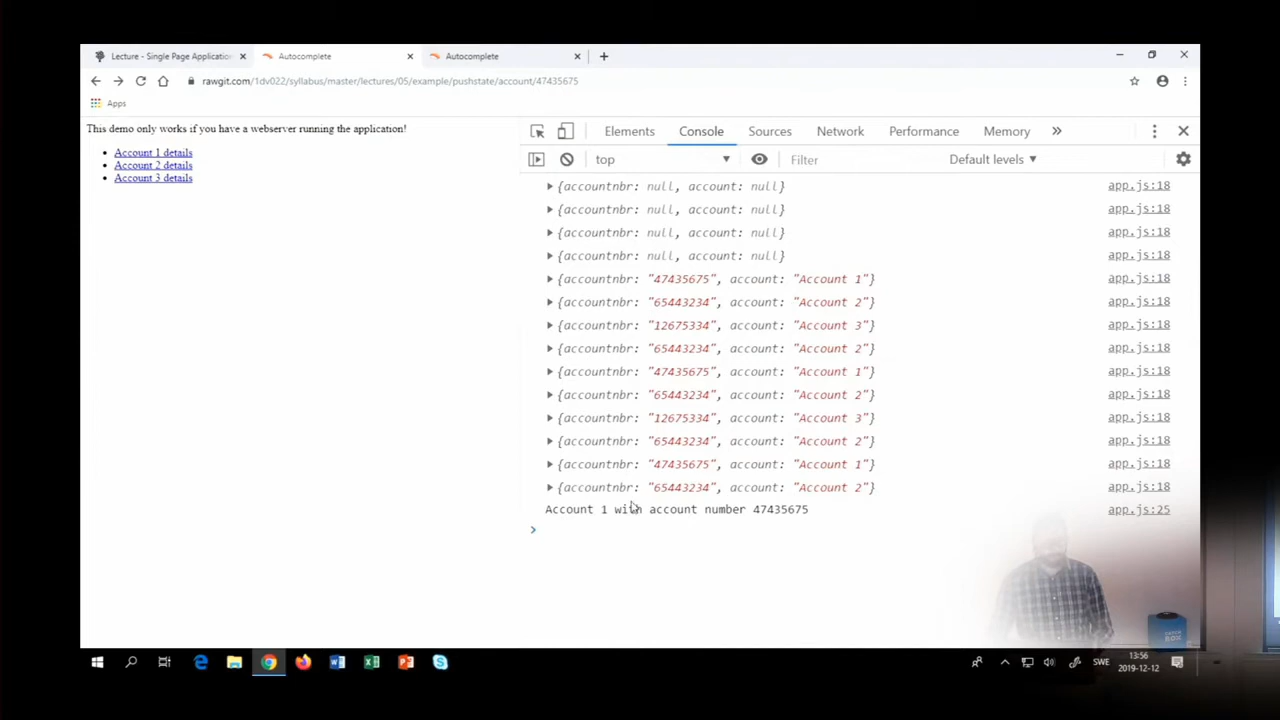 Lecture - Single Page Application
Autocomplete
Autocomplete
rawgit.com/1dv022/syllabus/master/lectures/05/example/pushstate/account/47435675
Apps
This demo only works if you have a webserver running the application!
Account 1 details
Account 2 details
Account 3 details
Elements Console Sources Network Performance Memory »
top Filter Default levels
{accountnbr: null, account: null} app.js:18
{accountnbr: null, account: null} app.js:18
{accountnbr: null, account: null} app.js:18
{accountnbr: null, account: null} app.js:18
{accountnbr: "47435675", account: "Account 1"} app.js:18
{accountnbr: "65443234", account: "Account 2"} app.js:18
{accountnbr: "12675334", account: "Account 3"} app.js:18
{accountnbr: "65443234", account: "Account 2"} app.js:18
{accountnbr: "47435675", account: "Account 1"} app.js:18
{accountnbr: "65443234", account: "Account 2"} app.js:18
{accountnbr: "12675334", account: "Account 3"} app.js:18
{accountnbr: "65443234", account: "Account 2"} app.js:18
{accountnbr: "47435675", account: "Account 1"} app.js:18
{accountnbr: "65443234", account: "Account 2"} app.js:18
Account 1 with account number 47435675 app.js:25
SWE
13:56
2019-12-12